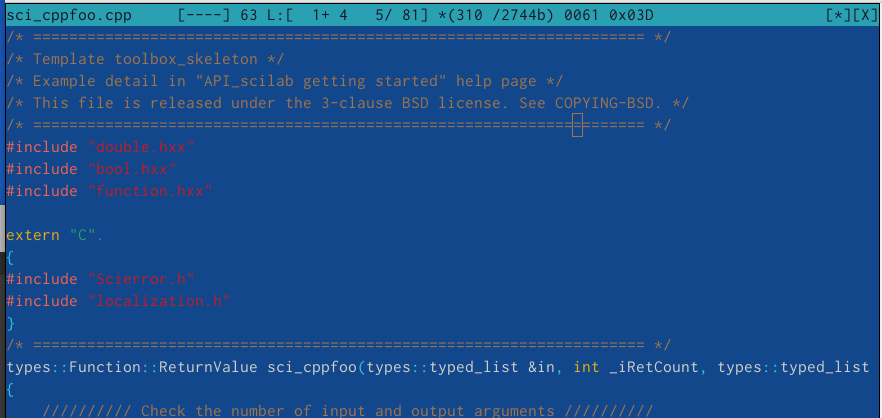 sci_cppfoo.cpp [----] 63 L:[ 1+ 4 5/ 81] *(310 /2744b) 0061 0x03D [*][X]
/* ==================================================================== */
/* Template toolbox_skeleton */
/* Example detail in "API_scilab getting started" help page */
/* This file is released under the 3-clause BSD license. See COPYING-BSD. */
/* ==================================================================== */
#include "double.hxx"
#include "bool.hxx"
#include "function.hxx"
extern "C".
{
#include "Scierror.h"
#include "localization.h"
}
/* ==================================================================== */
types::Function::ReturnValue sci_cppfoo(types::typed_list &in, int _iRetCount, types::typed_list
{
////////// Check the number of input and output arguments //////////